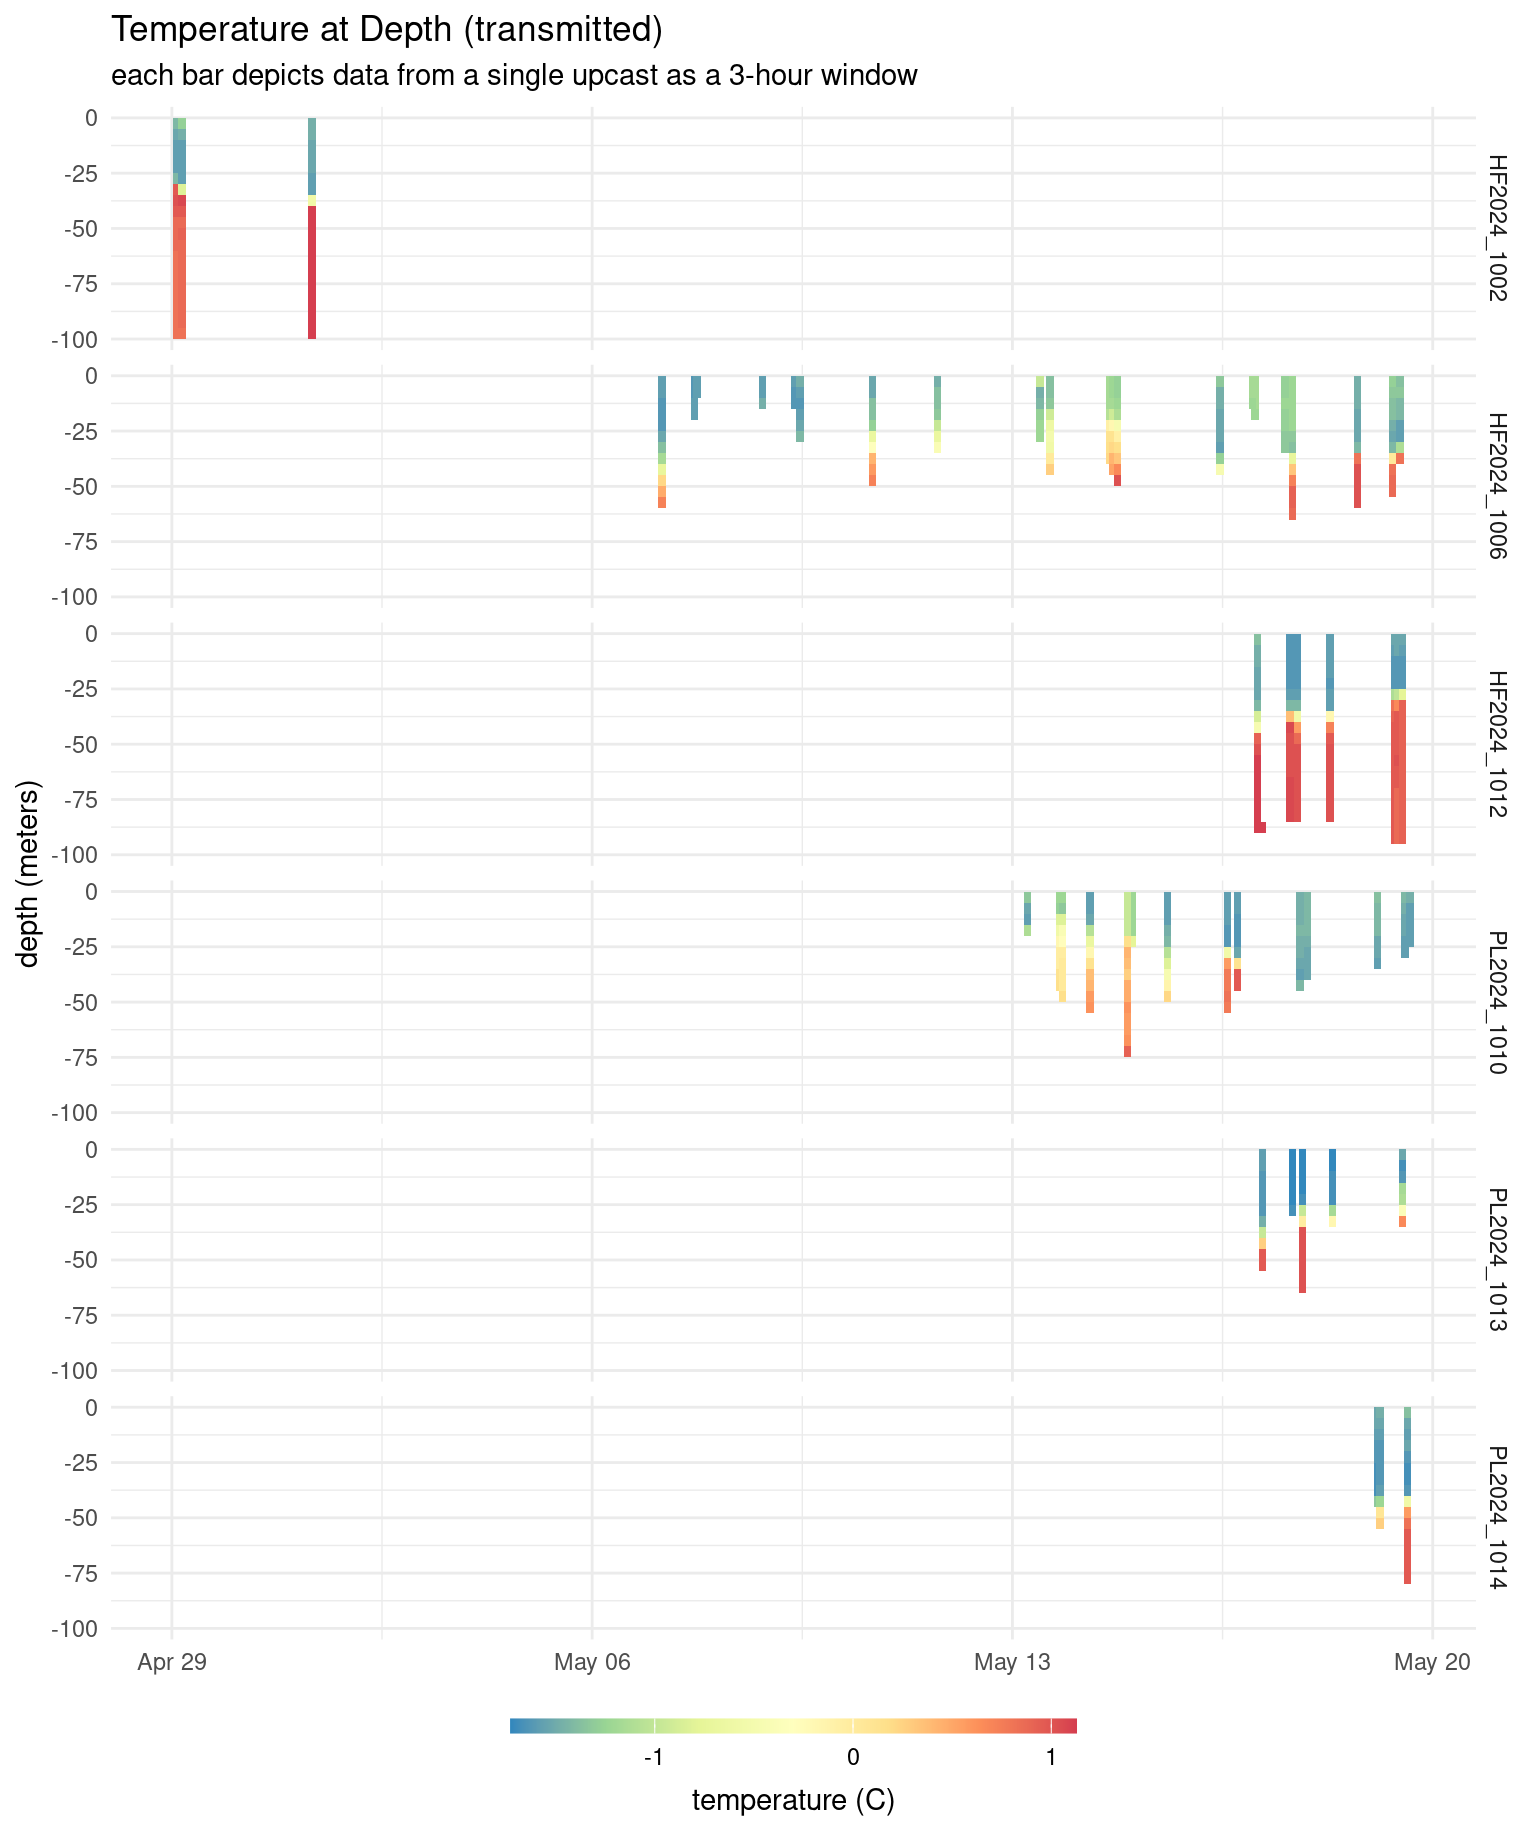 Temperature at Depth (transmitted)
each bar depicts data from a single upcast as a 3-hour window
0
-25
-50
-75
-100
HF2024_1002
0
-25
-50
-75
-100
HF2024_1006
0
-25
-50
-75
-100
HF2024_1012
depth (meters)
0
-25
-50
-75
-100
PL2024_1010
0
-25
-50
-75
-100
PL2024_1013
0
-25
-50
-75
-100
PL2024_1014
Apr 29 May 06 May 13 May 20
-1 0 1
temperature (C)